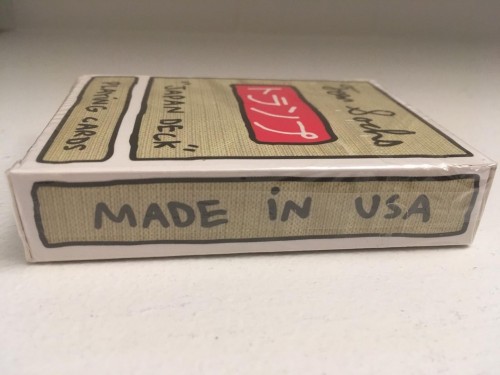 Tom Sachs
トランプ
"JAPAN DECK"
PLAYING CARDS
MADE IN USA